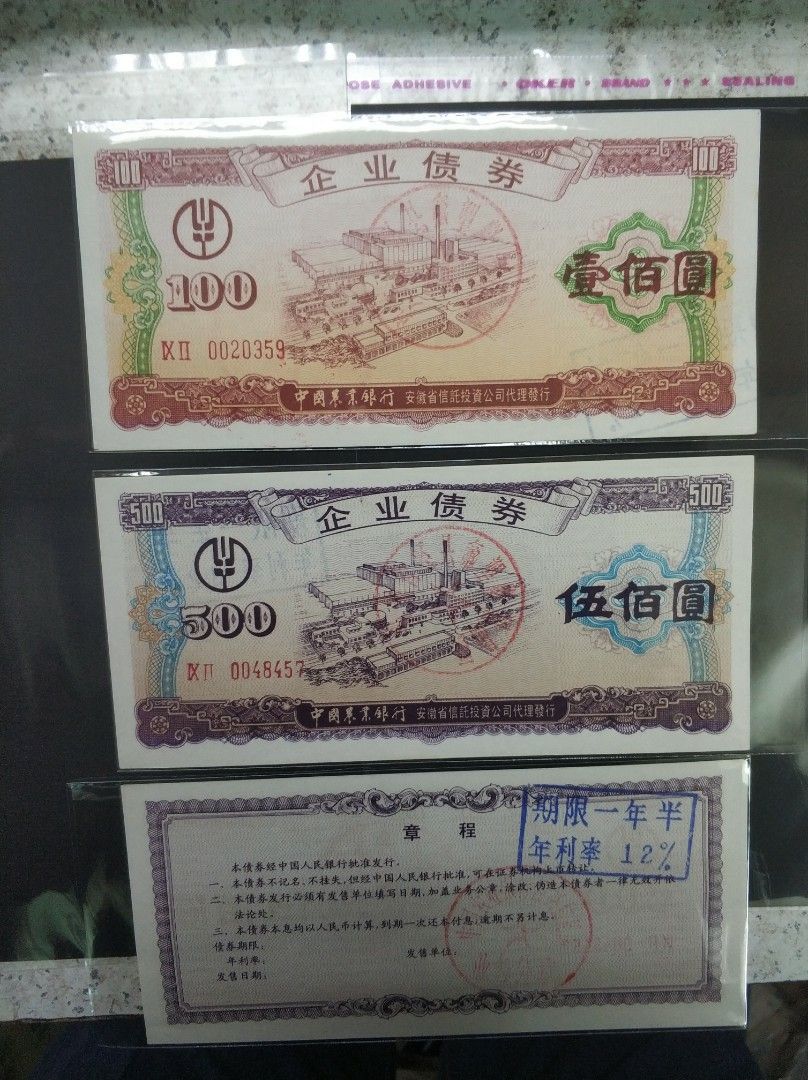 OSE ADHESIVE • OKER • BRAND ★ ★ ★ SEALING
100 企业债券 100
100
壹佰圓
IX II 0020359
中國農業銀行 安徽省信託投資公司代理發行
500 企业债券 500
500
伍佰圓
IX II 0048457
中國農業銀行 安徽省信託投資公司代理發行
期限一年半
年利率 12%
章程
本债券经中国人民银行批准发行。
一、本债券不记名、不挂失,但经中国人民银行批准,可在证券机构上市转让。
二、本债券发行必须有发售单位填写日期,加盖业务公章,涂改、伪造本债券者一律无效并依
法论处。
三、本债券本息均以人民币计算,到期一次还本付息,逾期不另计息。
债券期限:
年利率: 发售单位:
发售日期: